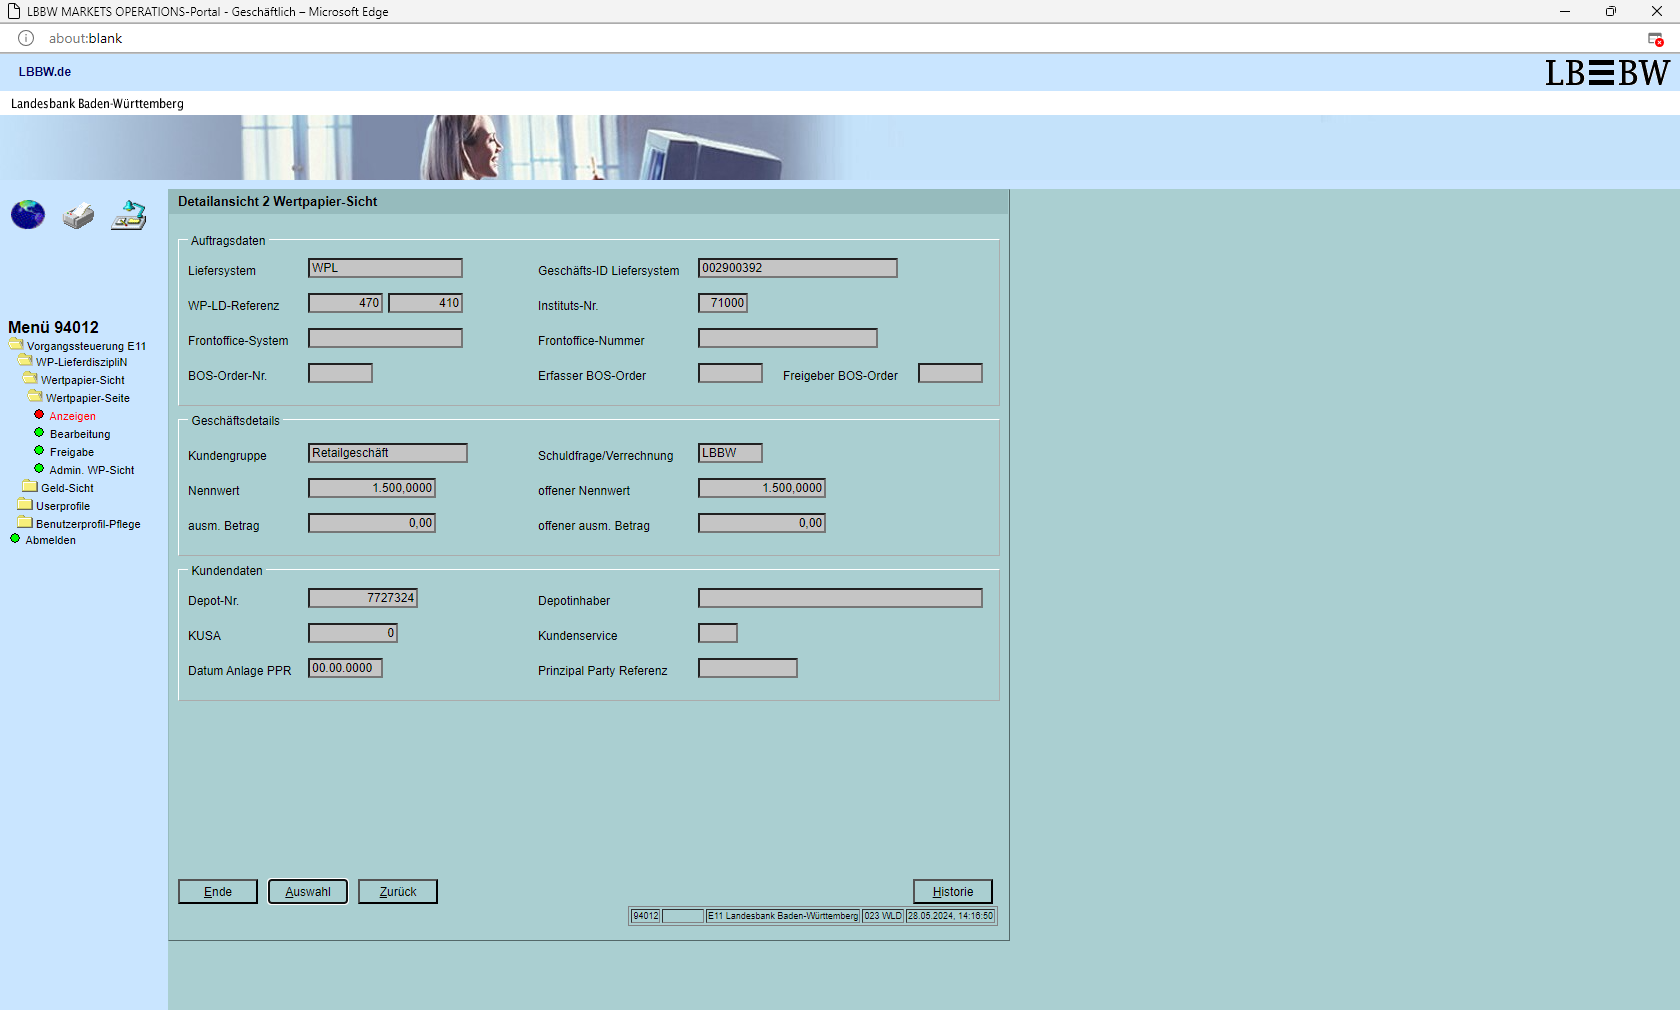 LBBW MARKETS OPERATIONS-Portal - Geschäftlich – Microsoft Edge
about:blank
LBBW.de
LB BW
Landesbank Baden-Württemberg
Detailansicht 2 Wertpapier-Sicht
Auftragsdaten
Liefersystem WPL Geschäfts-ID Liefersystem 002900392
WP-LD-Referenz 470 410 Instituts-Nr. 71000
Frontoffice-System Frontoffice-Nummer
BOS-Order-Nr. Erfasser BOS-Order Freigeber BOS-Order
Geschäftsdetails
Kundengruppe Retailgeschäft Schuldfrage/Verrechnung LBBW
Nennwert 1.500,0000 offener Nennwert 1.500,0000
ausm. Betrag 0,00 offener ausm. Betrag 0,00
Kundendaten
Depot-Nr. 7727324 Depotinhaber
KUSA 0 Kundenservice
Datum Anlage PPR 00.00.0000 Prinzipal Party Referenz
Menü 94012
Vorgangssteuerung E11
WP-LieferdiszipliN
Wertpapier-Sicht
Wertpapier-Seite
Anzeigen
Bearbeitung
Freigabe
Admin. WP-Sicht
Geld-Sicht
Userprofile
Benutzerprofil-Pflege
Abmelden
Ende Auswahl Zurück Historie
94012 E11 Landesbank Baden-Württemberg 023 WLD 28.05.2024, 14:16:50